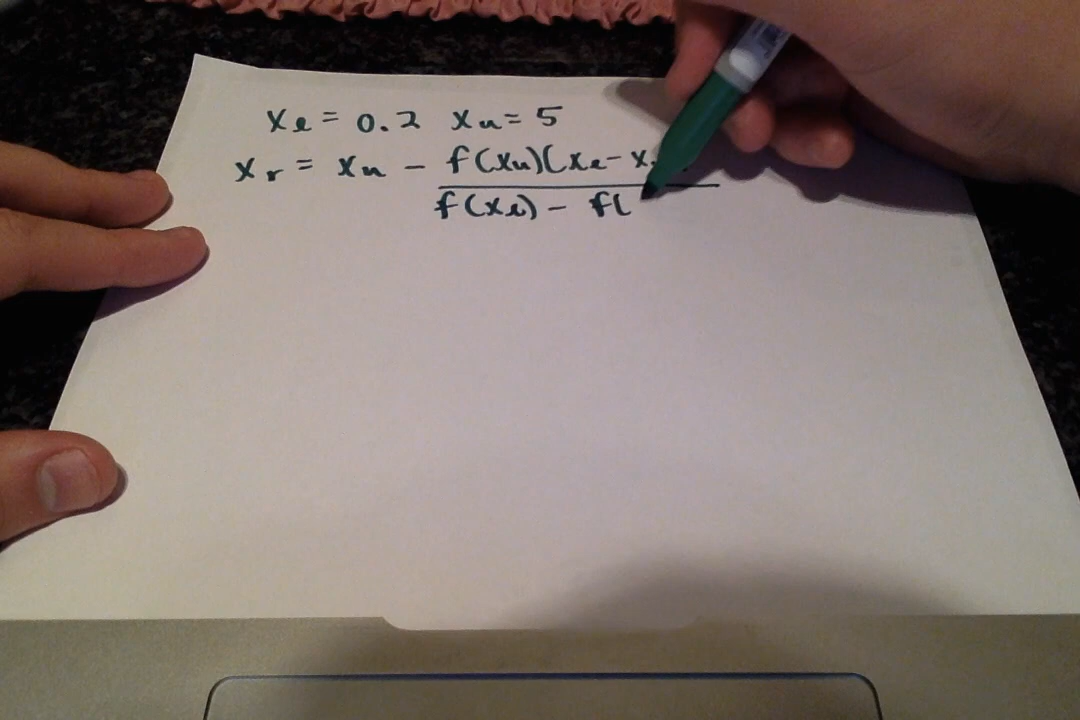 xℓ = 0.2 xu = 5
xr = xu - f(xu)(xℓ - x
f(xℓ) - f(